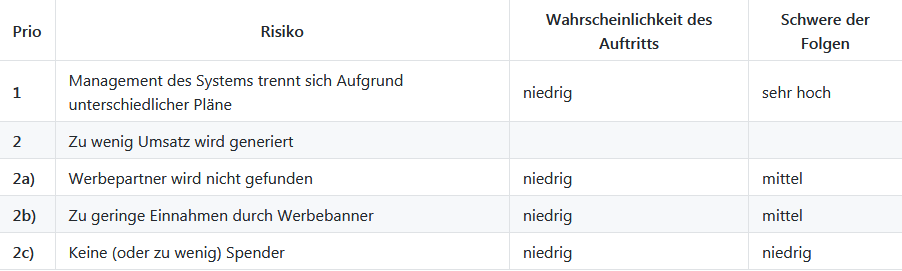 Prio Risiko Wahrscheinlichkeit des Auftritts Schwere der Folgen
1 Management des Systems trennt sich Aufgrund unterschiedlicher Pläne niedrig sehr hoch
2 Zu wenig Umsatz wird generiert
2a) Werbepartner wird nicht gefunden niedrig mittel
2b) Zu geringe Einnahmen durch Werbebanner niedrig mittel
2c) Keine (oder zu wenig) Spender niedrig niedrig